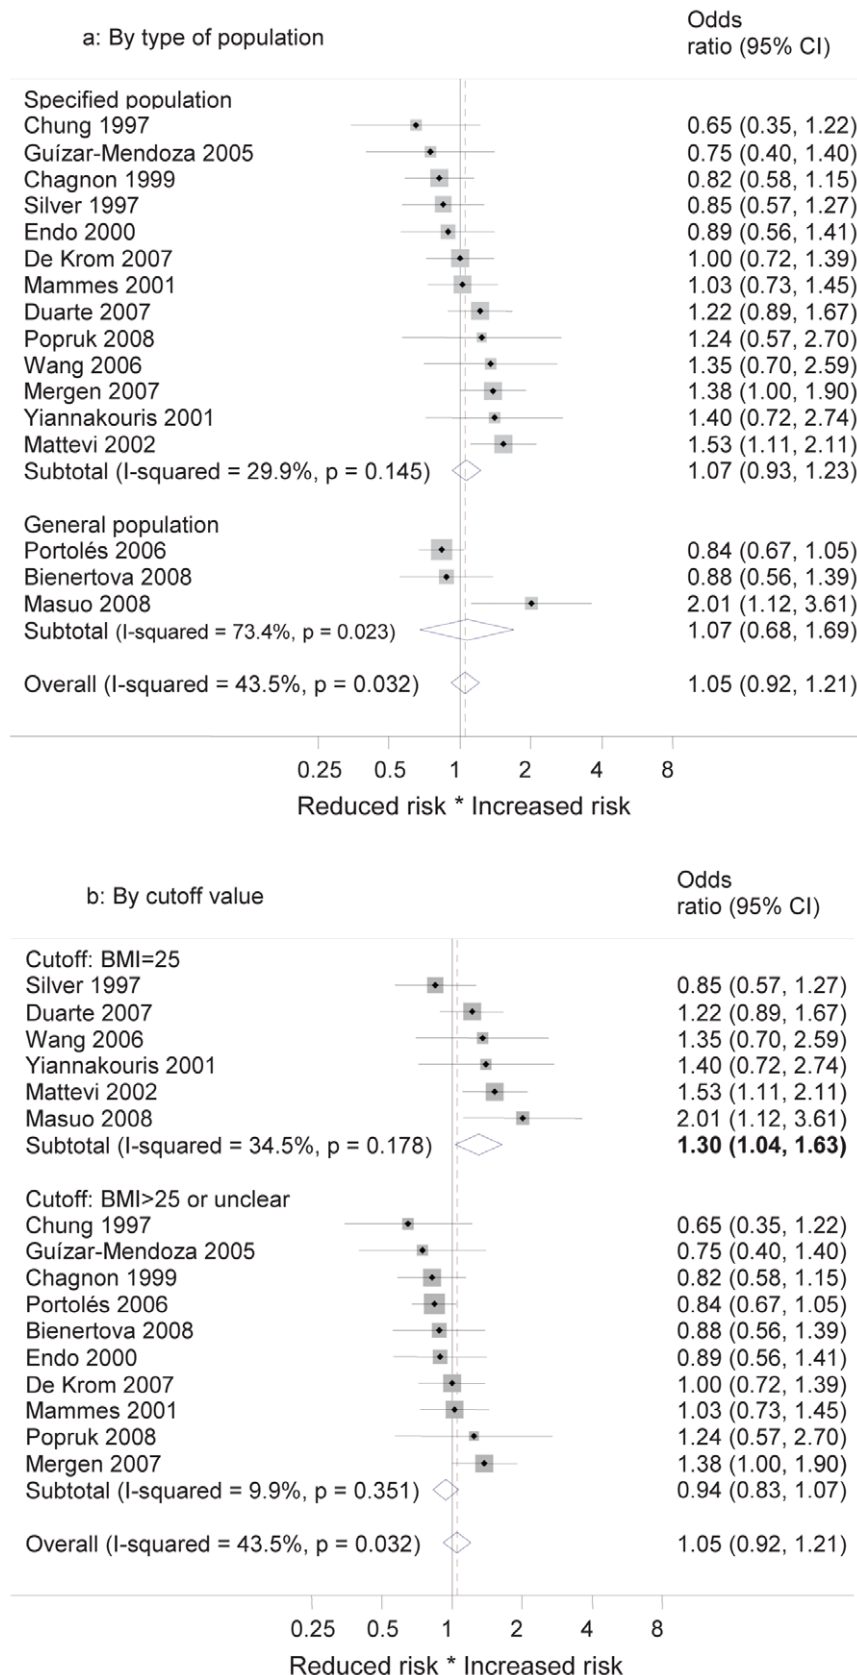 a: By type of population
Odds
ratio (95% CI)
Specified population
Chung 1997 0.65 (0.35, 1.22)
Guízar-Mendoza 2005 0.75 (0.40, 1.40)
Chagnon 1999 0.82 (0.58, 1.15)
Silver 1997 0.85 (0.57, 1.27)
Endo 2000 0.89 (0.56, 1.41)
De Krom 2007 1.00 (0.72, 1.39)
Mammes 2001 1.03 (0.73, 1.45)
Duarte 2007 1.22 (0.89, 1.67)
Popruk 2008 1.24 (0.57, 2.70)
Wang 2006 1.35 (0.70, 2.59)
Mergen 2007 1.38 (1.00, 1.90)
Yiannakouris 2001 1.40 (0.72, 2.74)
Mattevi 2002 1.53 (1.11, 2.11)
Subtotal (I-squared = 29.9%, p = 0.145) 1.07 (0.93, 1.23)
General population
Portolés 2006 0.84 (0.67, 1.05)
Bienertova 2008 0.88 (0.56, 1.39)
Masuo 2008 2.01 (1.12, 3.61)
Subtotal (I-squared = 73.4%, p = 0.023) 1.07 (0.68, 1.69)
Overall (I-squared = 43.5%, p = 0.032) 1.05 (0.92, 1.21)
0.25 0.5 1 2 4 8
Reduced risk * Increased risk
b: By cutoff value
Odds
ratio (95% CI)
Cutoff: BMI=25
Silver 1997 0.85 (0.57, 1.27)
Duarte 2007 1.22 (0.89, 1.67)
Wang 2006 1.35 (0.70, 2.59)
Yiannakouris 2001 1.40 (0.72, 2.74)
Mattevi 2002 1.53 (1.11, 2.11)
Masuo 2008 2.01 (1.12, 3.61)
Subtotal (I-squared = 34.5%, p = 0.178) 1.30 (1.04, 1.63)
Cutoff: BMI>25 or unclear
Chung 1997 0.65 (0.35, 1.22)
Guízar-Mendoza 2005 0.75 (0.40, 1.40)
Chagnon 1999 0.82 (0.58, 1.15)
Portolés 2006 0.84 (0.67, 1.05)
Bienertova 2008 0.88 (0.56, 1.39)
Endo 2000 0.89 (0.56, 1.41)
De Krom 2007 1.00 (0.72, 1.39)
Mammes 2001 1.03 (0.73, 1.45)
Popruk 2008 1.24 (0.57, 2.70)
Mergen 2007 1.38 (1.00, 1.90)
Subtotal (I-squared = 9.9%, p = 0.351) 0.94 (0.83, 1.07)
Overall (I-squared = 43.5%, p = 0.032) 1.05 (0.92, 1.21)
0.25 0.5 1 2 4 8
Reduced risk * Increased risk